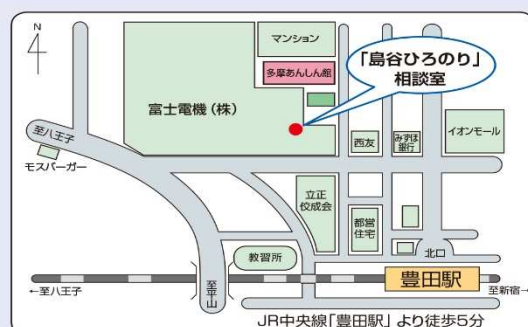 N
マンション
多摩あんしん館
「島谷ひろのり」
相談室
富士電機(株)
至八王子
モスバーガー
西友
みずほ
銀行
イオンモール
立正
佼成会
都営
住宅
教習所
北口
豊田駅
←至八王子
至平山
至新宿→
JR中央線「豊田駅」より徒歩5分